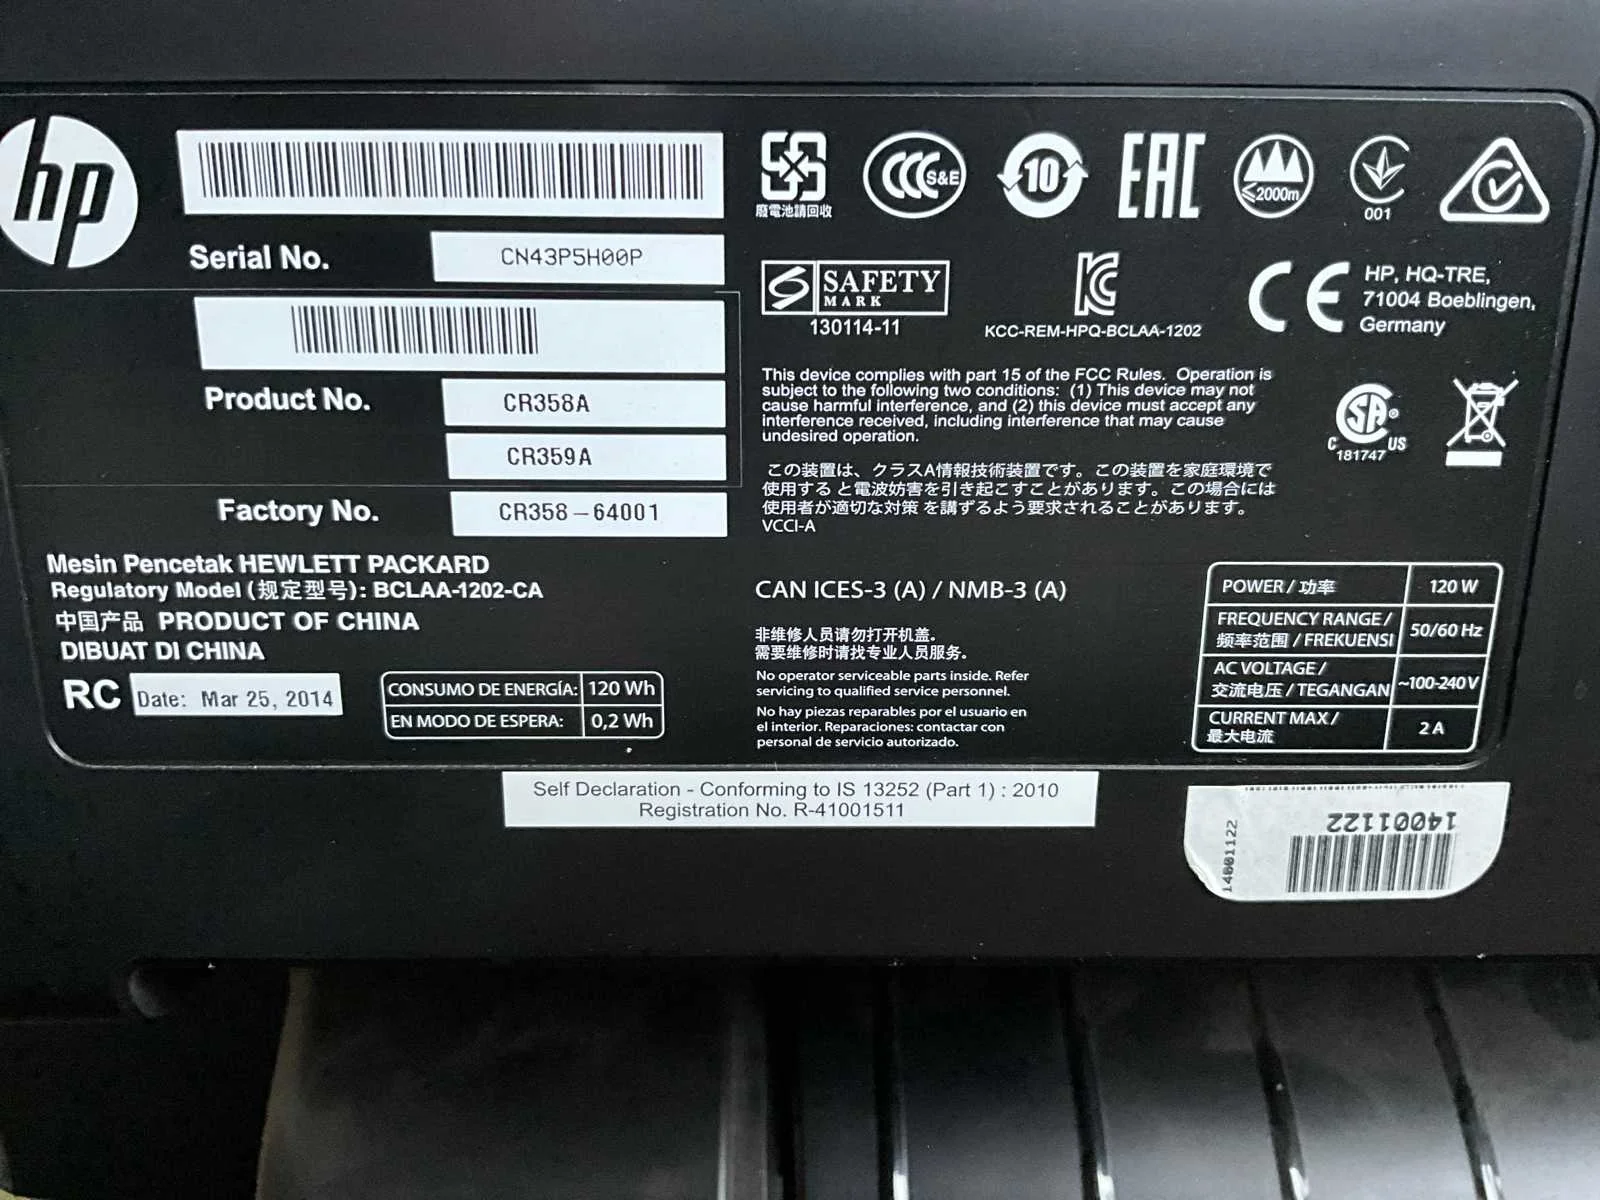 hp
Serial No.
CN43P5H00P
Product No.
CR358A
CR359A
Factory No.
CR358-64001
Mesin Pencetak HEWLETT PACKARD
Regulatory Model (规定型号): BCLAA-1202-CA
中国产品 PRODUCT OF CHINA
DIBUAT DI CHINA
RC Date: Mar 25, 2014
CONSUMO DE ENERGÍA: 120 Wh
EN MODO DE ESPERA: 0,2 Wh
廢電池請回收
CCC S&E
10
EAC
≤2000m
001
SAFETY
MARK
130114-11
KC
KCC-REM-HPQ-BCLAA-1202
CE
HP, HQ-TRE,
71004 Boeblingen,
Germany
This device complies with part 15 of the FCC Rules. Operation is
subject to the following two conditions: (1) This device may not
cause harmful interference, and (2) this device must accept any
interference received, including interference that may cause
undesired operation.
SA ®
C US
181747
この装置は、クラスA情報技術装置です。この装置を家庭環境で
使用する と電波妨害を引き起こすことがあります。この場合には
使用者が適切な対策 を講ずるよう要求されることがあります。
VCCI-A
CAN ICES-3 (A) / NMB-3 (A)
非维修人员请勿打开机盖。
需要维修时请找专业人员服务。
No operator serviceable parts inside. Refer
servicing to qualified service personnel.
No hay piezas reparables por el usuario en
el interior. Reparaciones: contactar con
personal de servicio autorizado.
POWER / 功率 120 W
FREQUENCY RANGE /
频率范围 / FREKUENSI 50/60 Hz
AC VOLTAGE /
交流电压 / TEGANGAN ~100-240V
CURRENT MAX /
最大电流 2 A
Self Declaration - Conforming to IS 13252 (Part 1) : 2010
Registration No. R-41001511
14001122
14001122